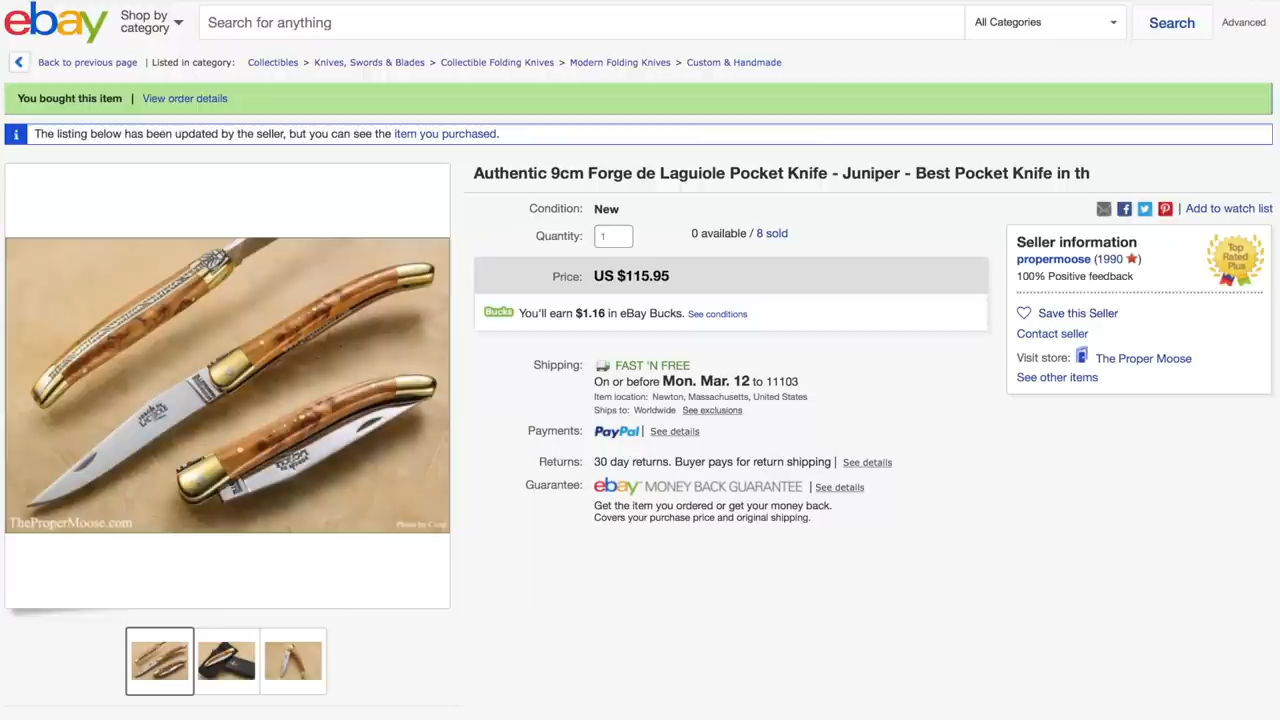 ebay
Shop by
category
Search for anything
All Categories
Search
Advanced
Back to previous page | Listed in category: Collectibles > Knives, Swords & Blades > Collectible Folding Knives > Modern Folding Knives > Custom & Handmade
You bought this item | View order details
i The listing below has been updated by the seller, but you can see the item you purchased.
Authentic 9cm Forge de Laguiole Pocket Knife - Juniper - Best Pocket Knife in th
| Add to watch list
Condition: New
Quantity: 1
0 available / 8 sold
Price: US $115.95
Bucks You'll earn $1.16 in eBay Bucks. See conditions
Shipping: FAST 'N FREE
On or before Mon. Mar. 12 to 11103
Item location: Newton, Massachusetts, United States
Ships to: Worldwide See exclusions
Payments: PayPal | See details
Returns: 30 day returns. Buyer pays for return shipping | See details
Guarantee: ebay MONEY BACK GUARANTEE | See details
Get the item you ordered or get your money back.
Covers your purchase price and original shipping.
Seller information
propermoose (1990)
100% Positive feedback
Top
Rated
Plus
Save this Seller
Contact seller
Visit store: The Proper Moose
See other items
TheProperMoose.com
Photo by